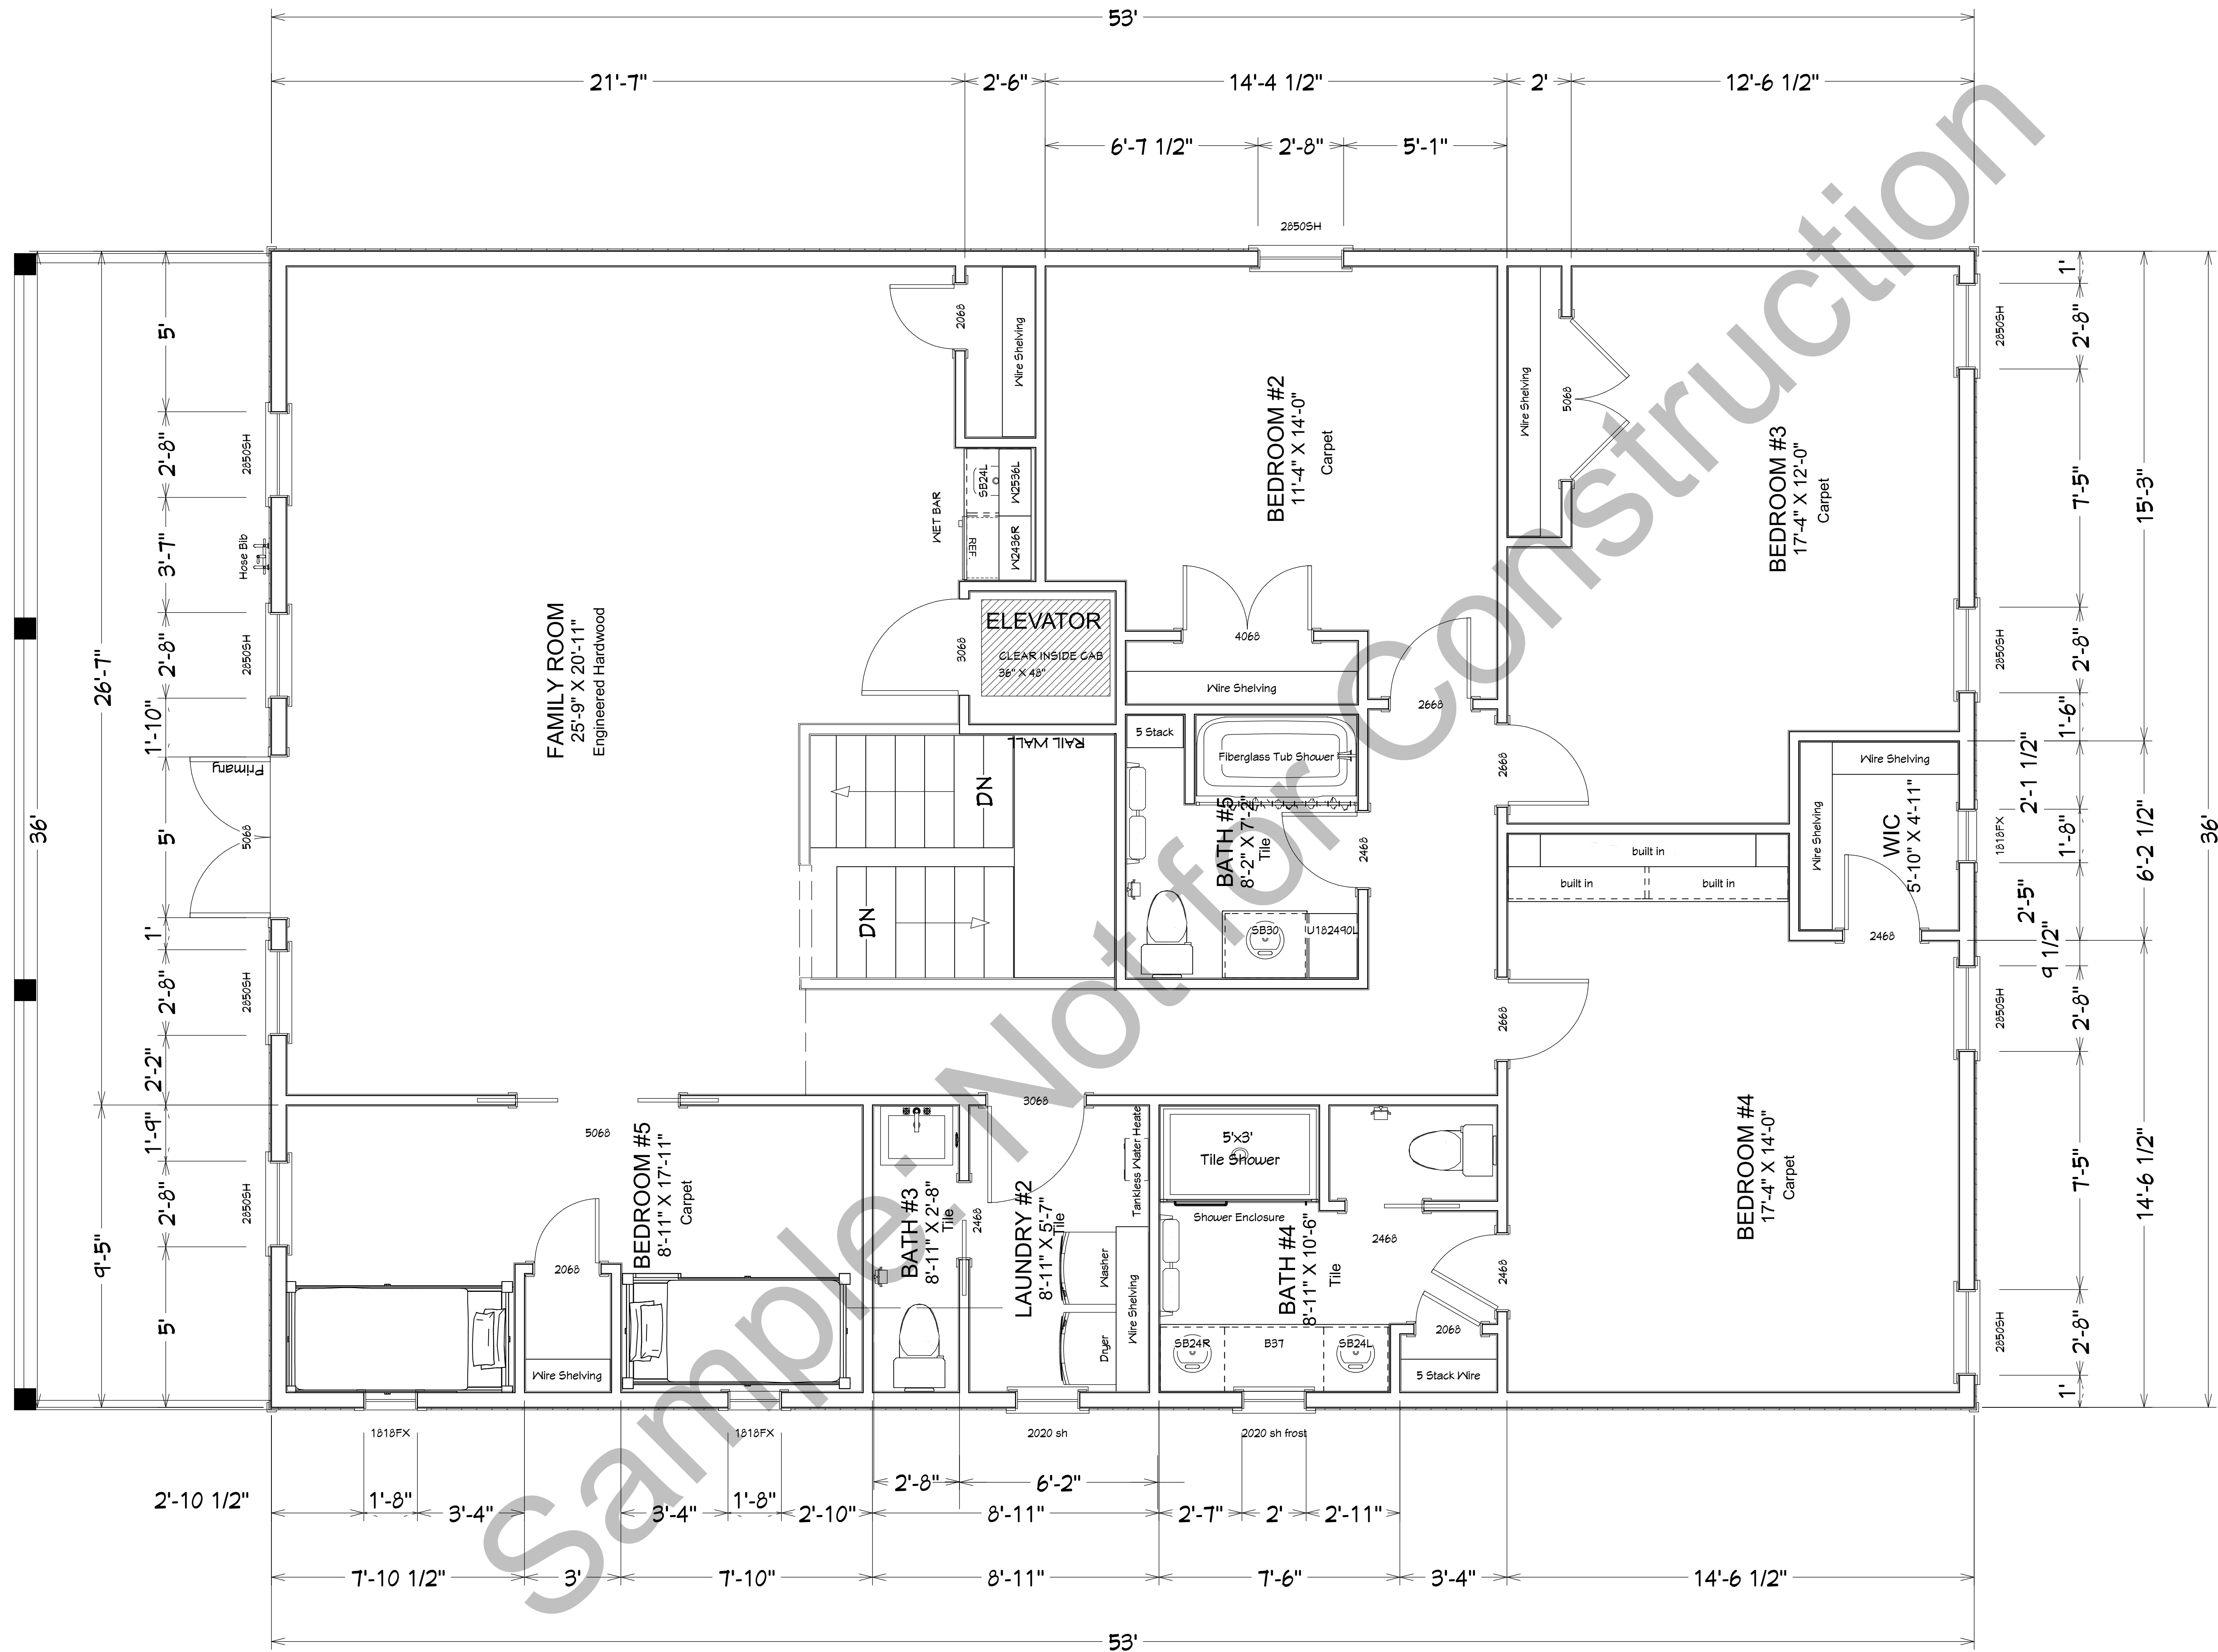 53'
21'-7"
2'-6"
14'-4 1/2"
2'
12'-6 1/2"
6'-7 1/2"
2'-8"
5'-1"
2850SH
36'
26'-7"
9'-5"
5'
2'-8"
3'-7"
2'-8"
1'-10"
5'
1'
2'-8"
2'-2"
1'-9"
2'-8"
5'
2850SH
Hose Bib
2850SH
Primary
5068
2850SH
2850SH
FAMILY ROOM
25'-9" X 20'-11"
Engineered Hardwood
2068
Wire Shelving
WET BAR
SB24L
W2536L
REF.
W2436R
3068
ELEVATOR
CLEAR INSIDE CAB
36" X 48"
RAIL WALL
DN
DN
BEDROOM #2
11'-4" X 14'-0"
Carpet
4068
Wire Shelving
2668
5 Stack
Fiberglass Tub Shower
BATH #5
8'-2" X 7'-2"
Tile
2468
SB30
U182490L
Wire Shelving
5068
BEDROOM #3
17'-4" X 12'-0"
Carpet
2668
built in
built in
built in
Wire Shelving
Wire Shelving
WIC
5'-10" X 4'-11"
2468
2668
BEDROOM #4
17'-4" X 14'-0"
Carpet
5068
BEDROOM #5
8'-11" X 17'-11"
Carpet
2068
Wire Shelving
BATH #3
8'-11" X 2'-8"
Tile
2468
3068
LAUNDRY #2
8'-11" X 5'-7"
Tile
Tankless Water Heate
Washer
Dryer
Wire Shelving
5'x3'
Tile Shower
Shower Enclosure
BATH #4
8'-11" X 10'-6"
Tile
2468
2468
2068
5 Stack Wire
SB24R
B37
SB24L
2850SH
2850SH
1818FX
2850SH
2850SH
1'
2'-8"
7'-5"
2'-8"
1'-6"
2'-1 1/2"
1'-8"
2'-5"
9 1/2"
2'-8"
7'-5"
2'-8"
1'
15'-3"
6'-2 1/2"
14'-6 1/2"
36'
1818FX
1818FX
2020 sh
2020 sh frost
2'-8"
6'-2"
2'-10 1/2"
1'-8"
3'-4"
3'-4"
1'-8"
2'-10"
8'-11"
2'-7"
2'
2'-11"
7'-10 1/2"
3'
7'-10"
8'-11"
7'-6"
3'-4"
14'-6 1/2"
53'
Sample: Not for Construction